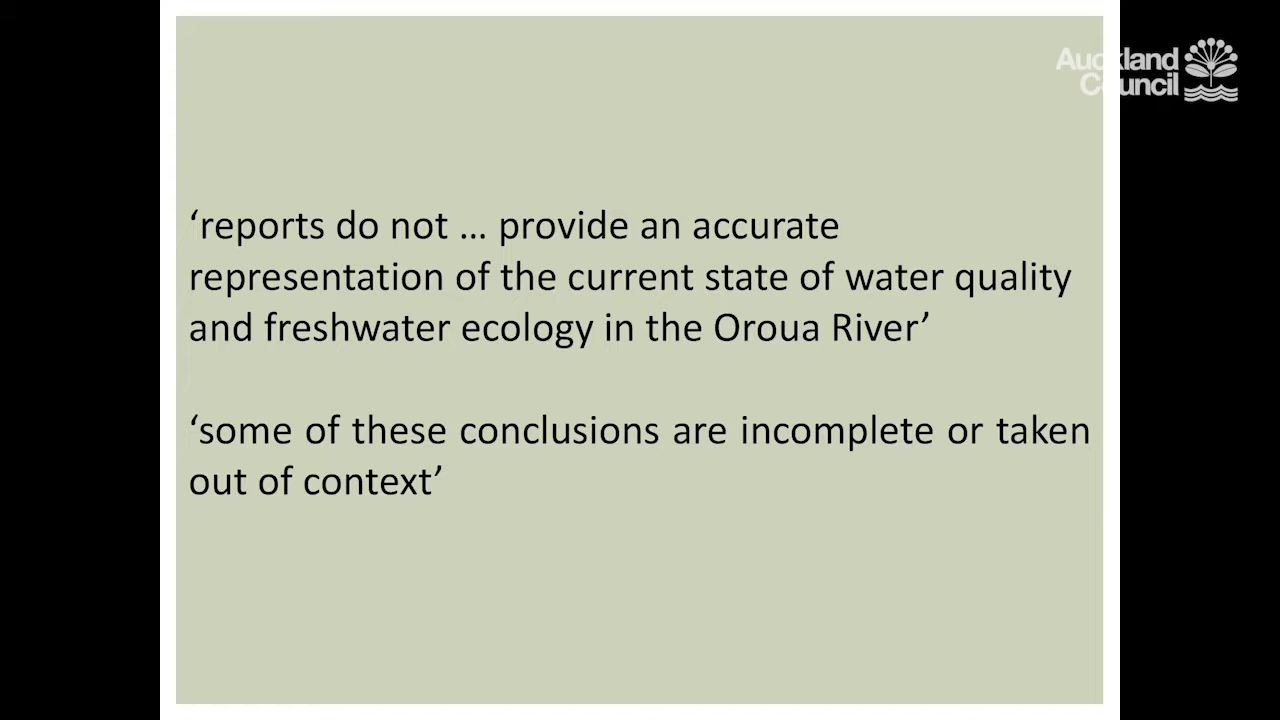 Auckland
Council
‘reports do not … provide an accurate
representation of the current state of water quality
and freshwater ecology in the Oroua River’
‘some of these conclusions are incomplete or taken
out of context’